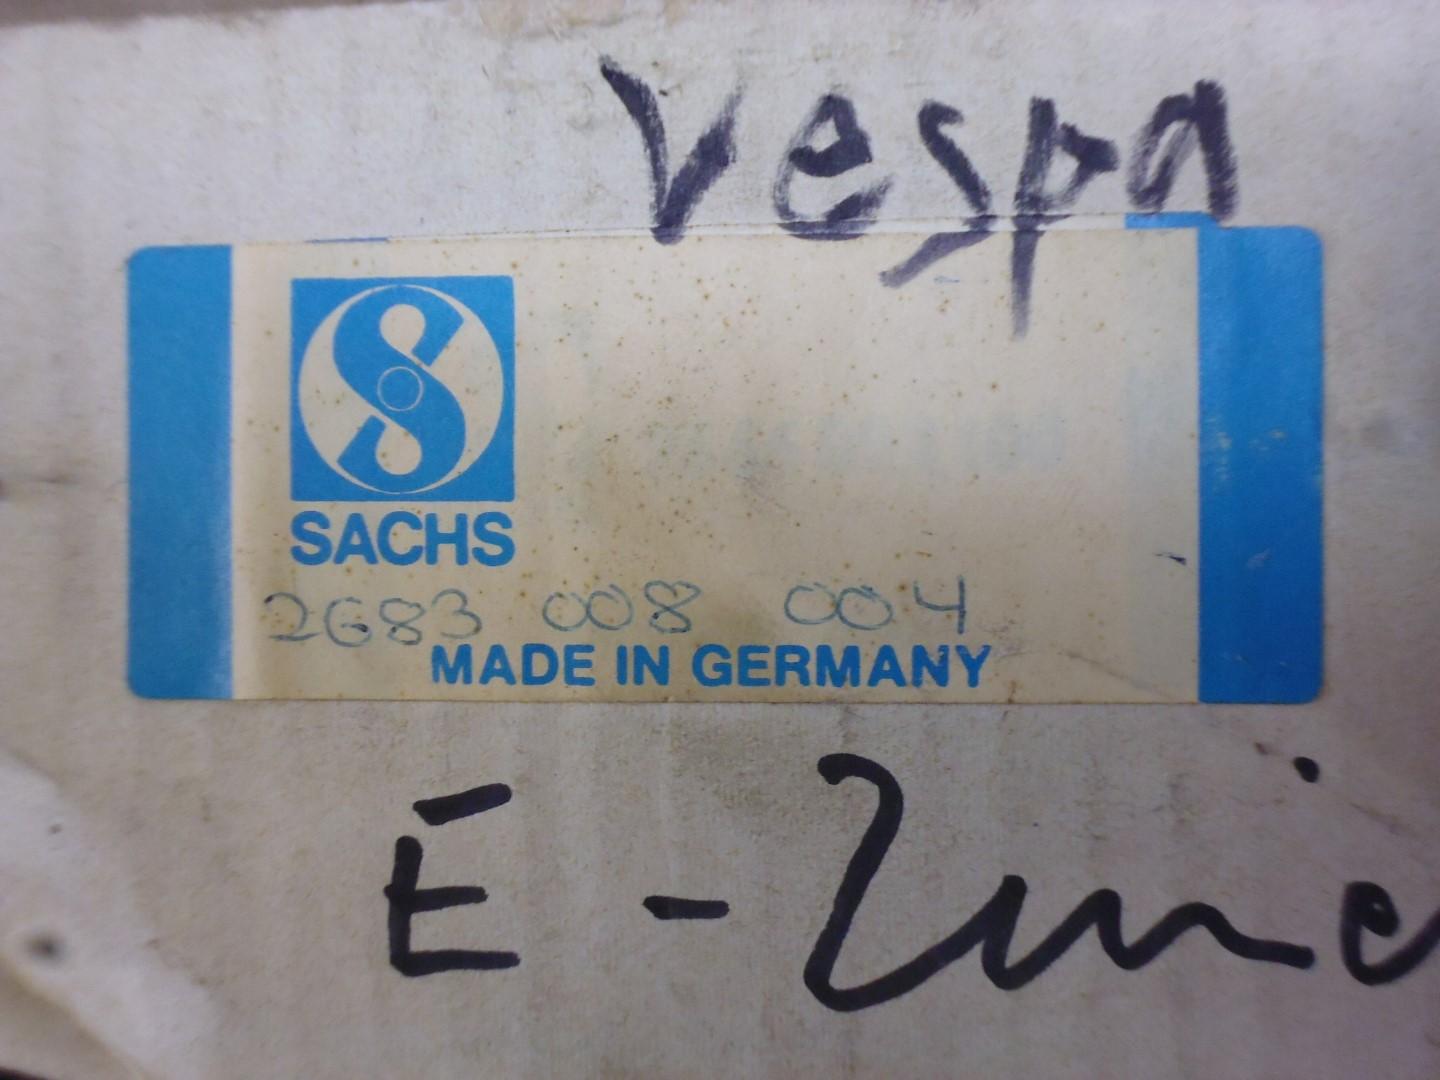 Vespa
SACHS
2683 008 004
MADE IN GERMANY
E -